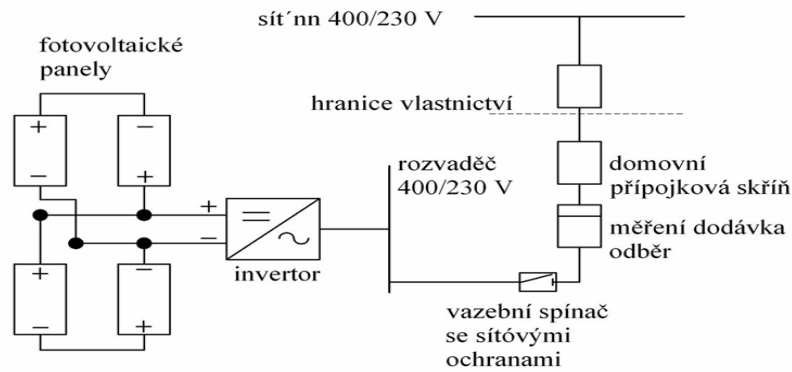 sít´nn 400/230 V
fotovoltaické
panely
hranice vlastnictví
+
−
−
+
rozvaděč
400/230 V
domovní
přípojková skříň
+
−
invertor
měření dodávka
odběr
+
−
−
+
vazební spínač
se sítóvými
ochranami